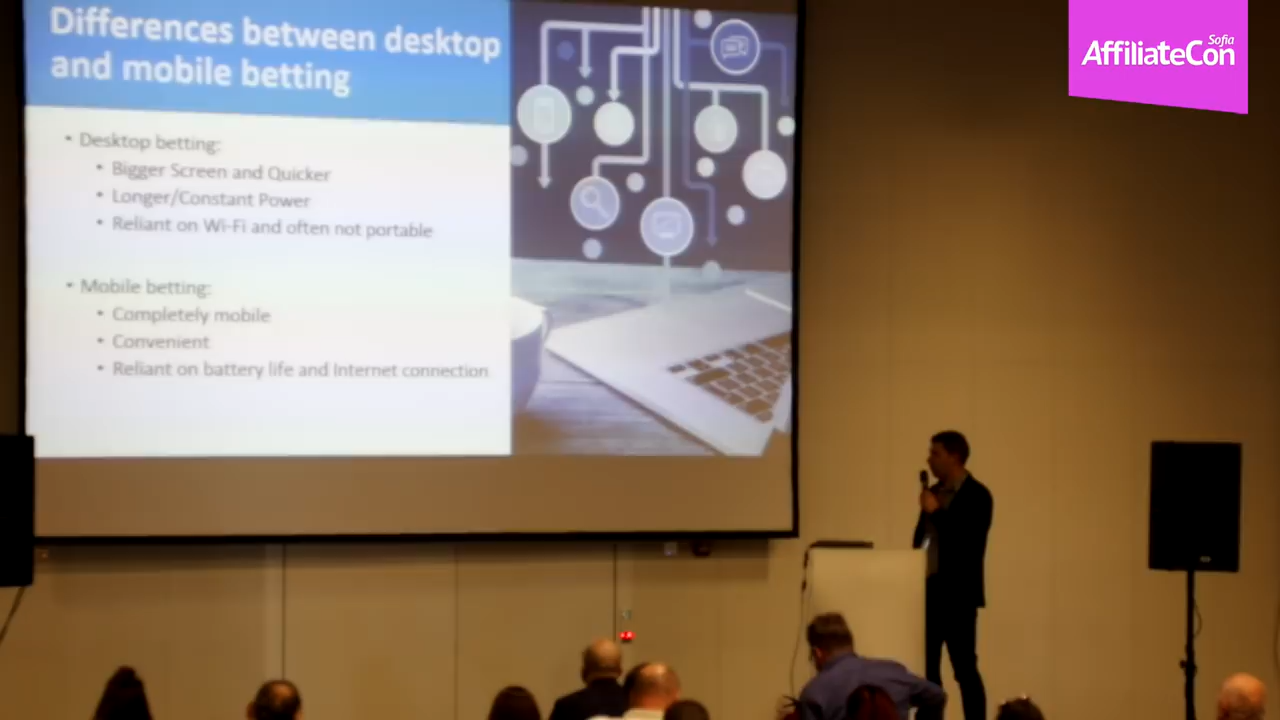 Differences between desktop
and mobile betting
• Desktop betting:
• Bigger Screen and Quicker
• Longer/Constant Power
• Reliant on Wi-Fi and often not portable
• Mobile betting:
• Completely mobile
• Convenient
• Reliant on battery life and Internet connection
Sofia
AffiliateCon